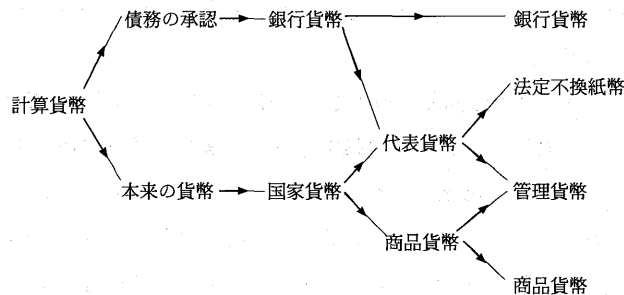 債務の承認 銀行貨幣 銀行貨幣
法定不換紙幣
計算貨幣
代表貨幣
本来の貨幣 国家貨幣 管理貨幣
商品貨幣
商品貨幣